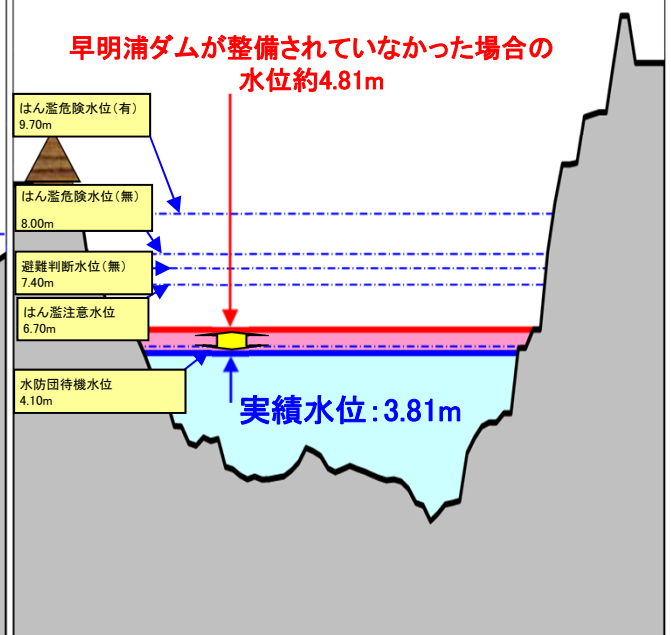 早明浦ダムが整備されていなかった場合の
水位約4.81m
はん濫危険水位(有)
9.70m
はん濫危険水位(無)
8.00m
避難判断水位(無)
7.40m
はん濫注意水位
6.70m
水防団待機水位
4.10m
実績水位:3.81m